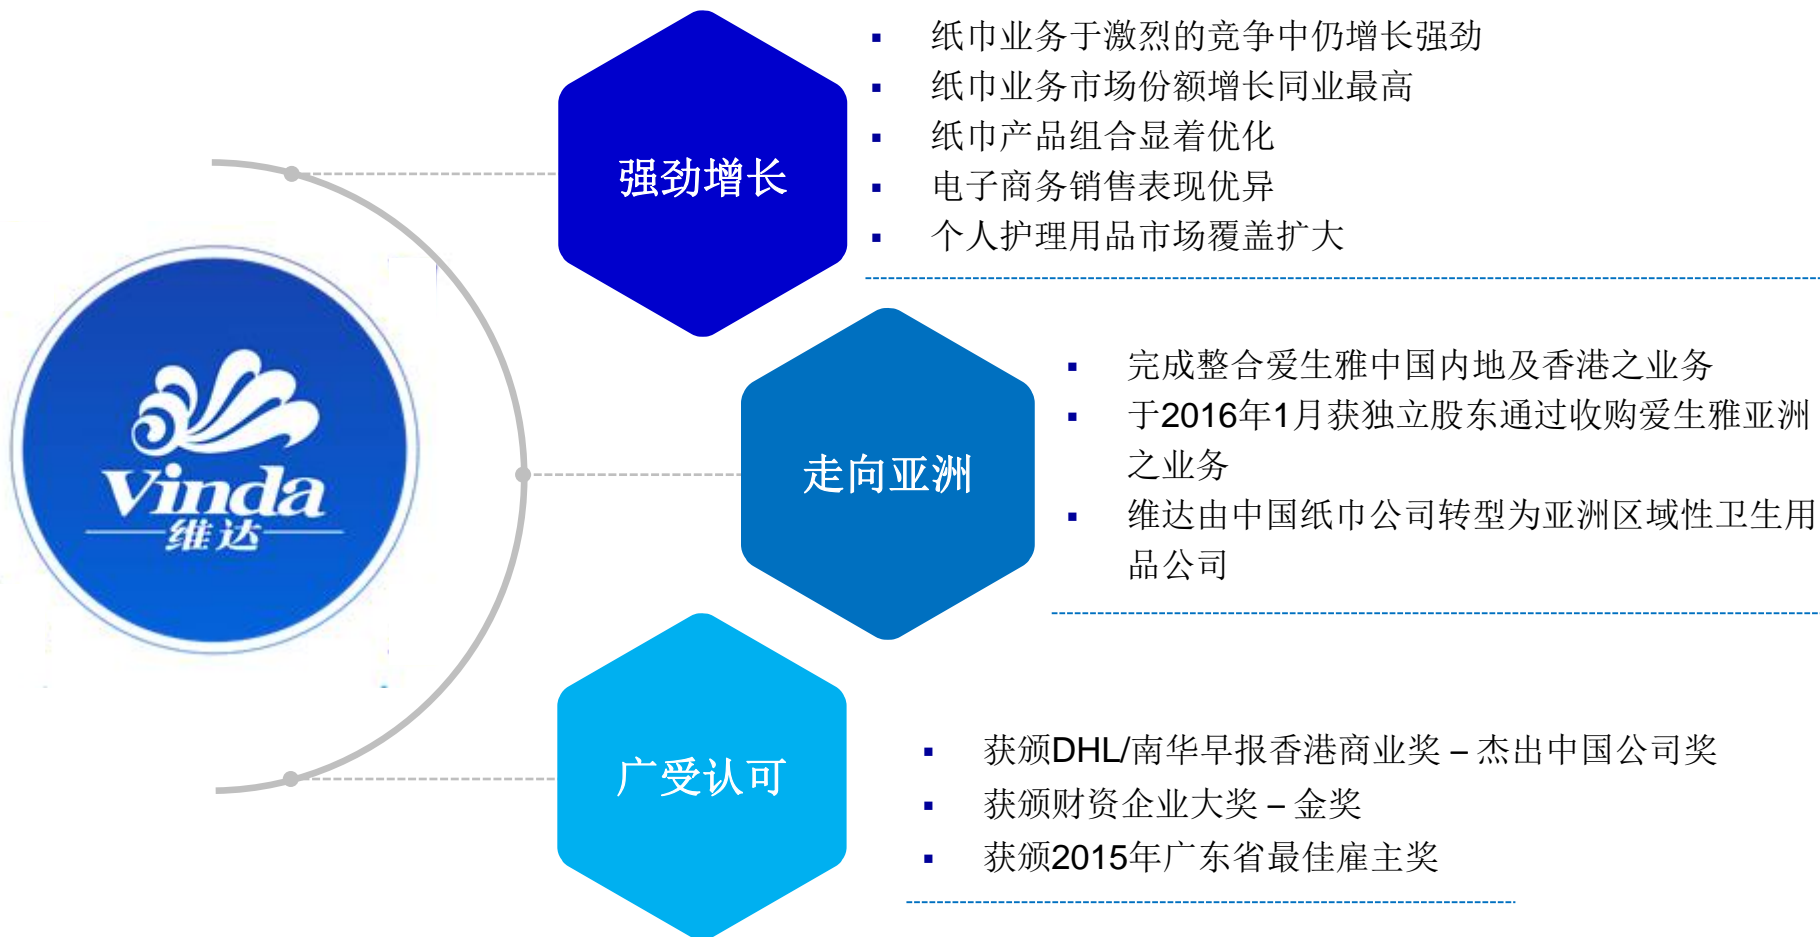 Vinda
维达
强劲增长
▪ 纸巾业务于激烈的竞争中仍增长强劲
▪ 纸巾业务市场份额增长同业最高
▪ 纸巾产品组合显着优化
▪ 电子商务销售表现优异
▪ 个人护理用品市场覆盖扩大
走向亚洲
▪ 完成整合爱生雅中国内地及香港之业务
▪ 于2016年1月获独立股东通过收购爱生雅亚洲
之业务
▪ 维达由中国纸巾公司转型为亚洲区域性卫生用
品公司
广受认可
▪ 获颁DHL/南华早报香港商业奖 – 杰出中国公司奖
▪ 获颁财资企业大奖 – 金奖
▪ 获颁2015年广东省最佳雇主奖